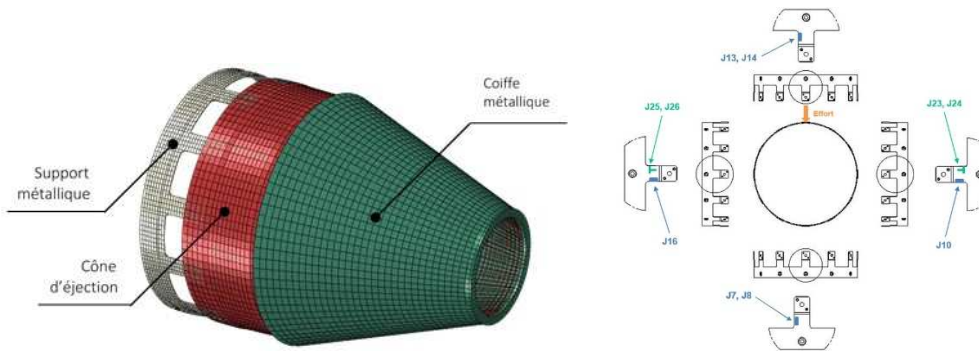 Coiffe
métallique
Support
métallique
Cône
d'éjection
J13, J14
J25, J26
Effort
J23, J24
J16
J10
J7, J8